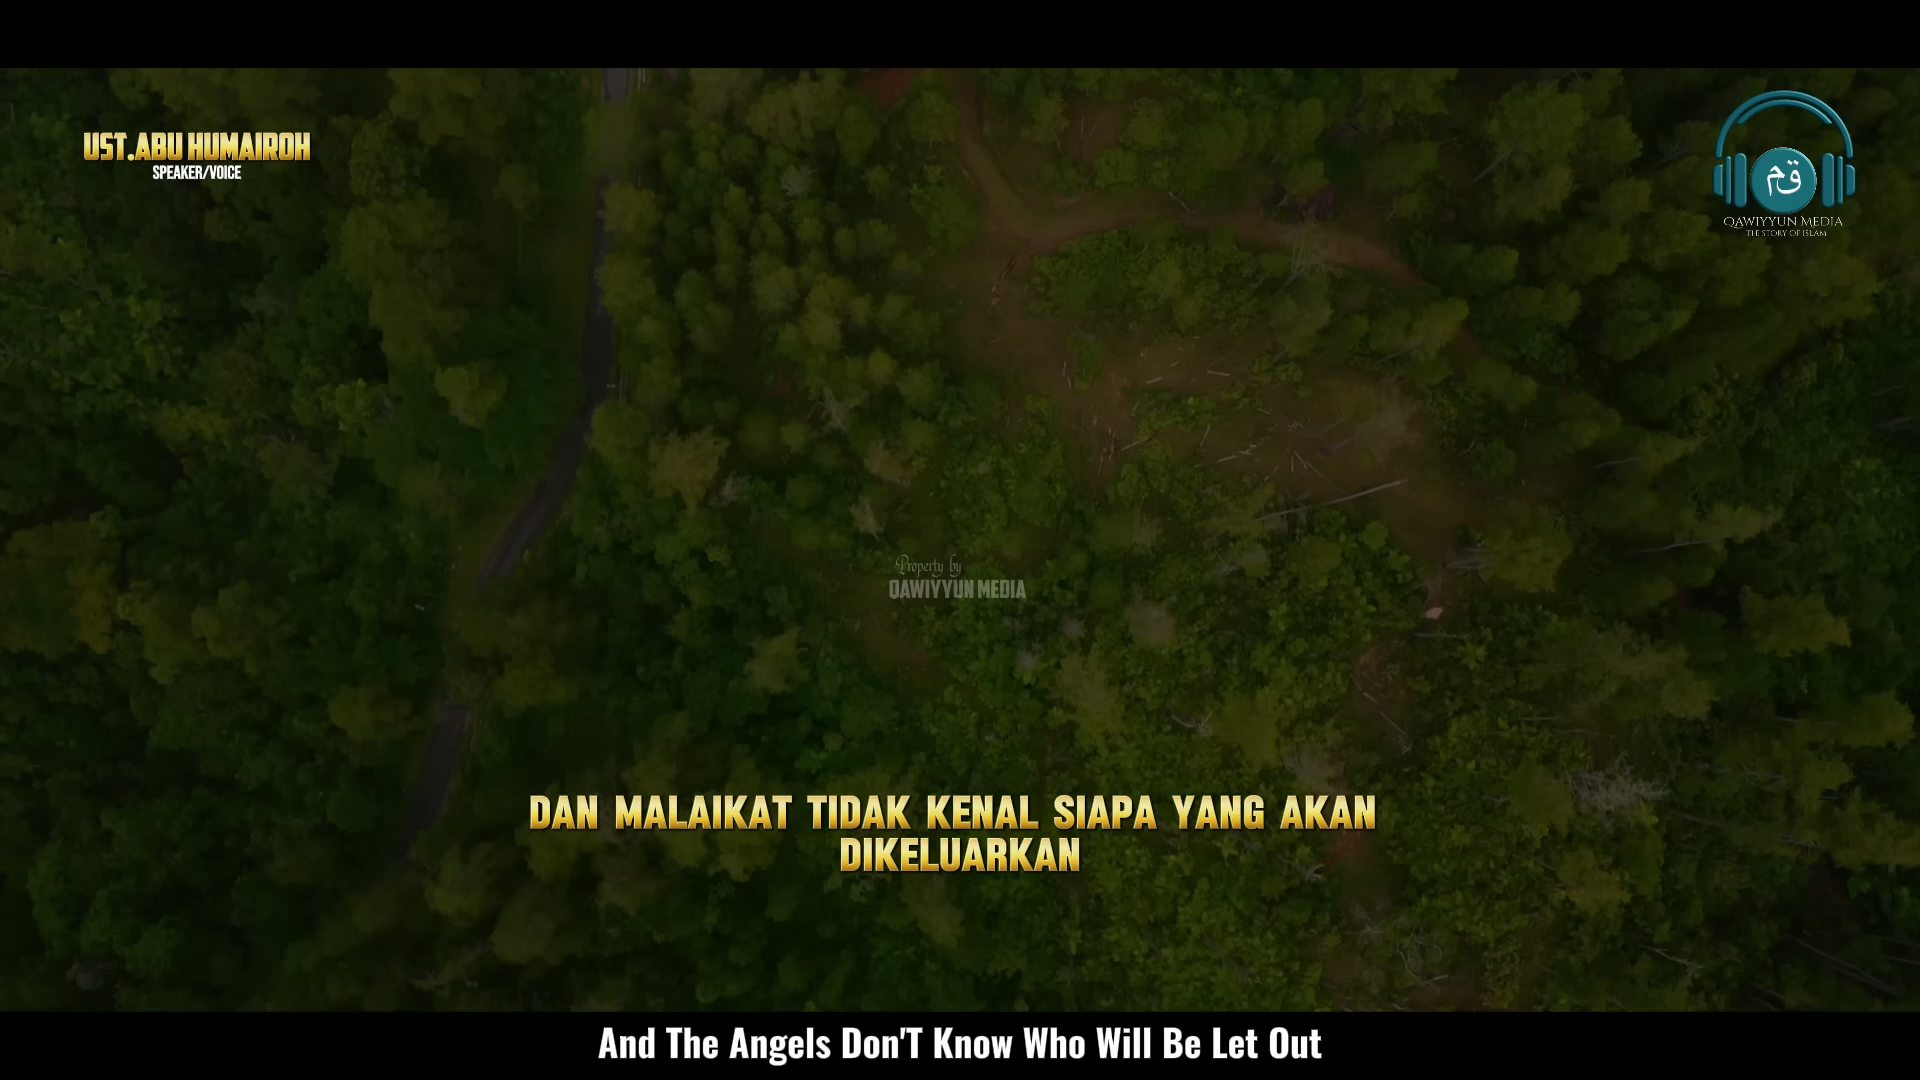 UST.ABU HUMAIROH
SPEAKER/VOICE
قم
QAWIYYUN MEDIA
THE STORY OF ISLAM
Property by
QAWIYYUN MEDIA
DAN MALAIKAT TIDAK KENAL SIAPA YANG AKAN
DIKELUARKAN
And The Angels Don'T Know Who Will Be Let Out